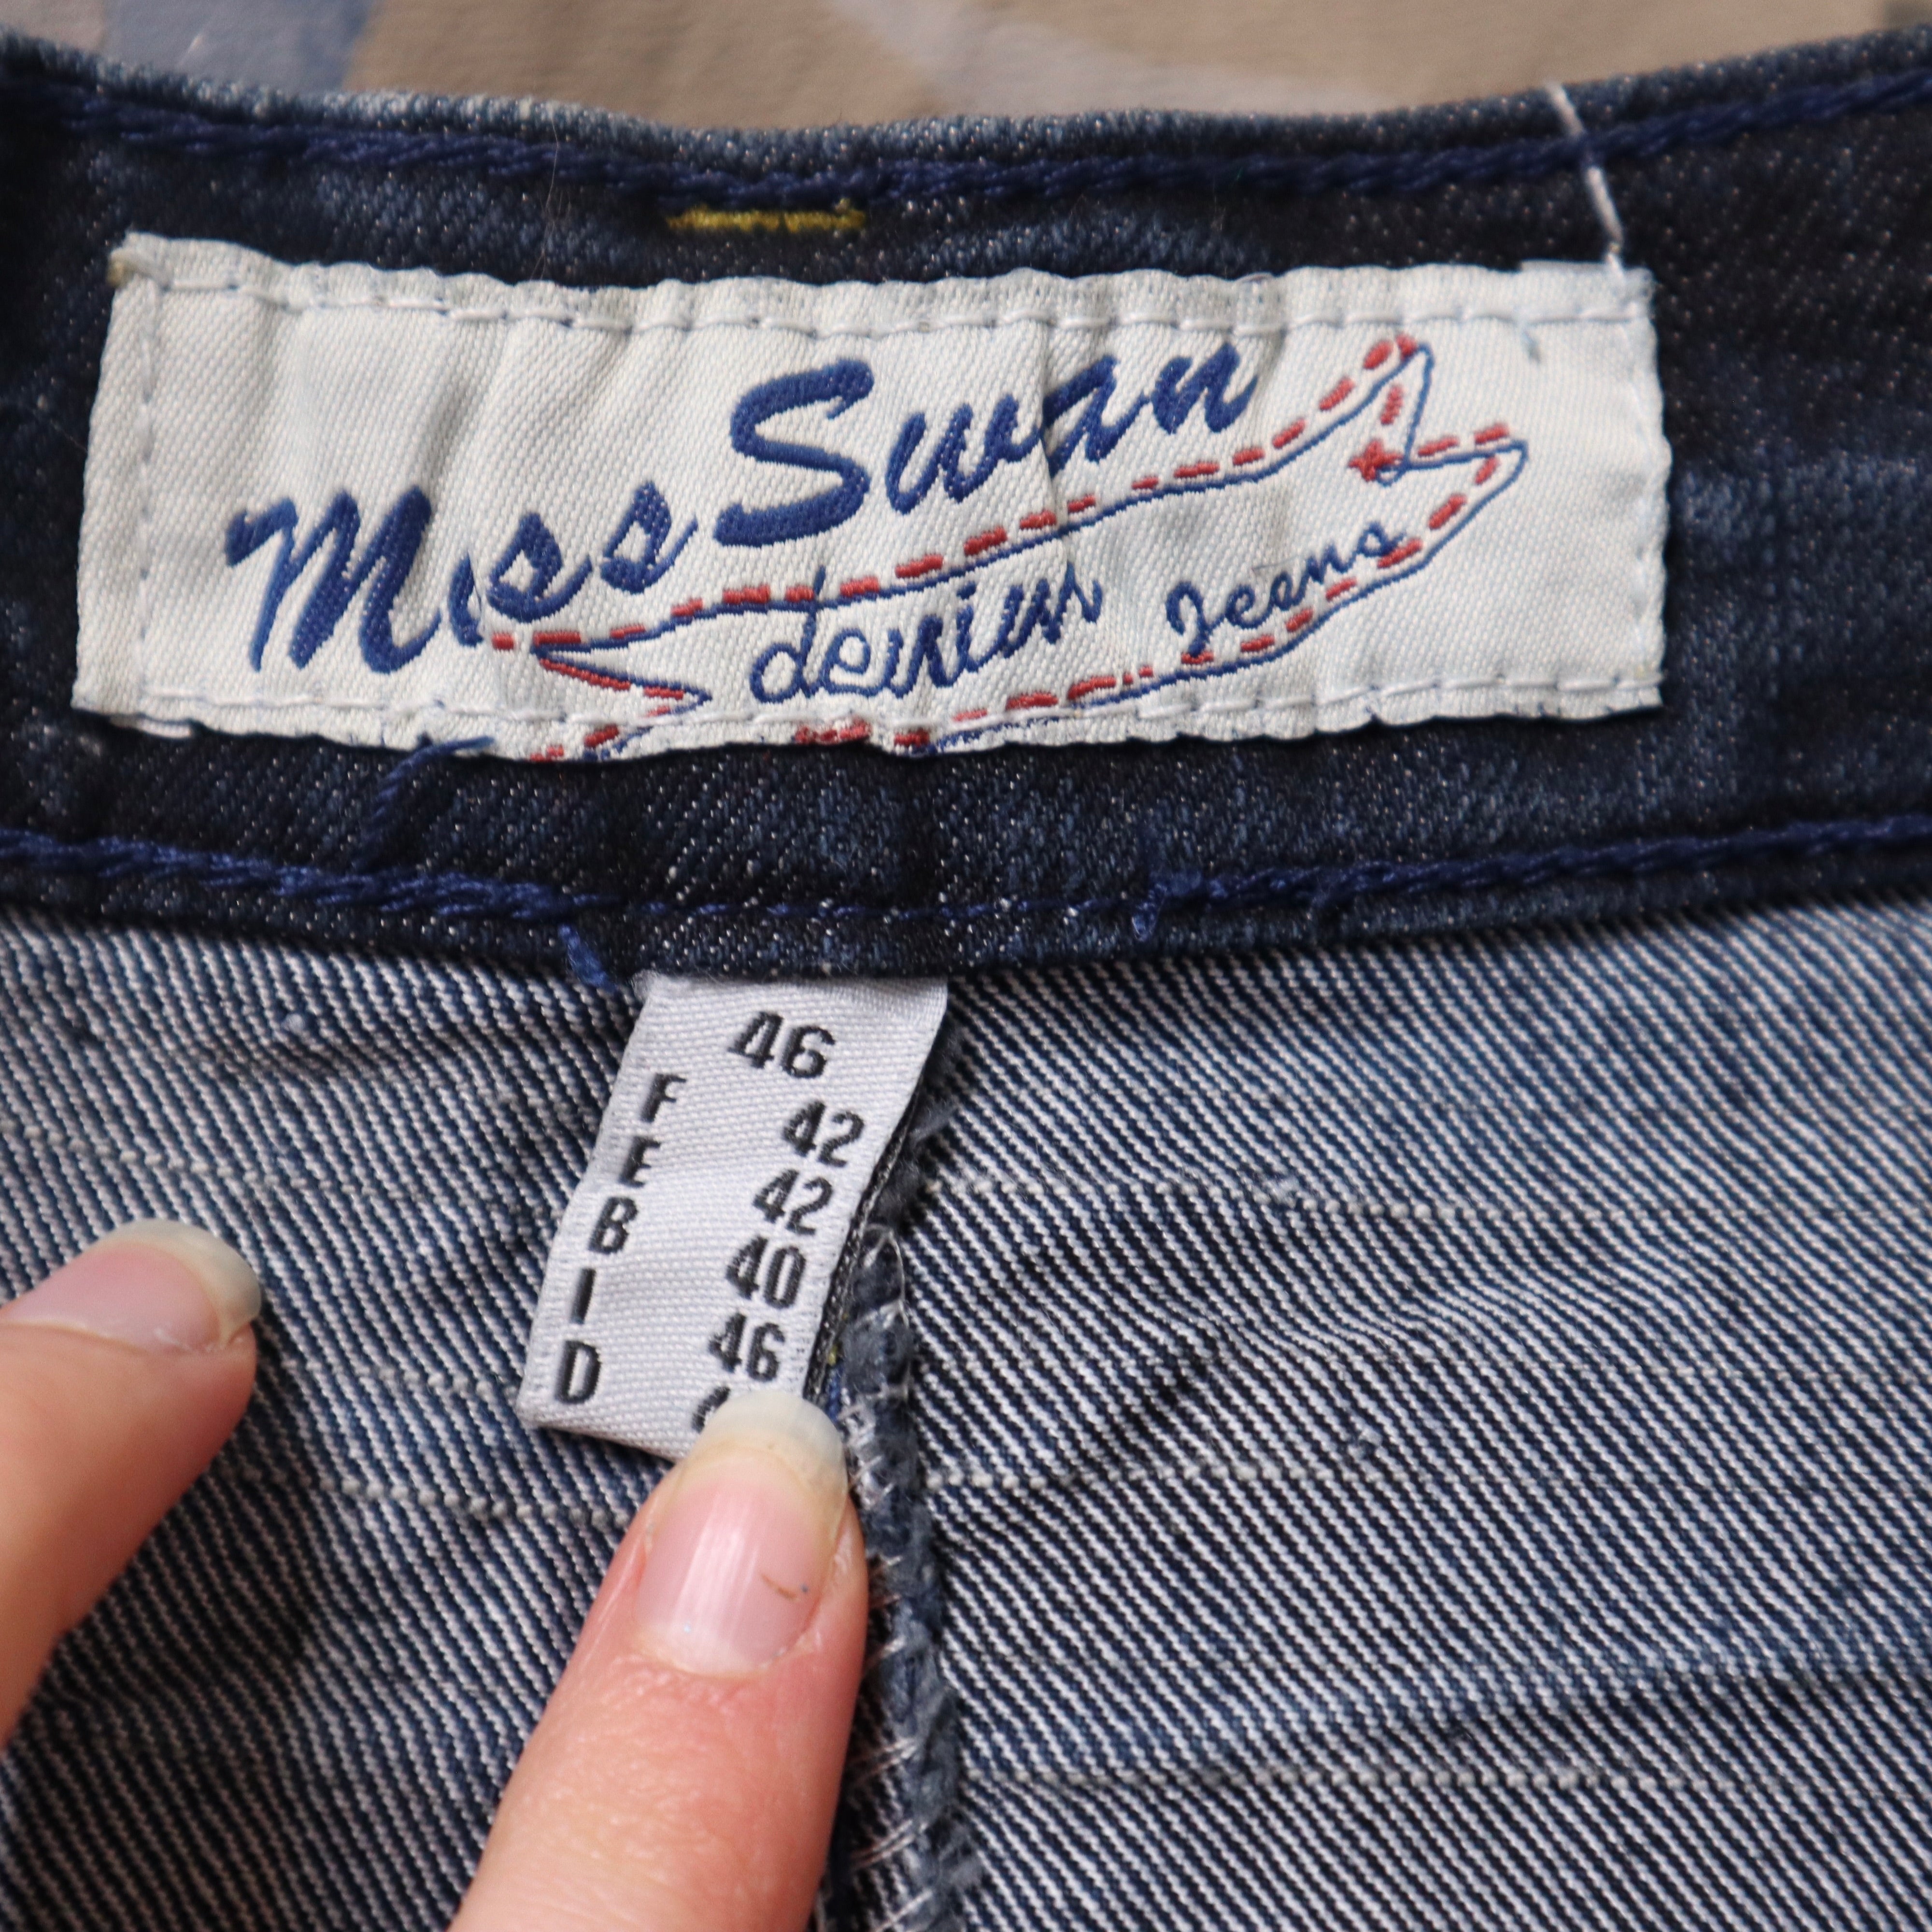 Miss Swan
denim Jeans
46
F 42
E 42
B 40
I 46
D